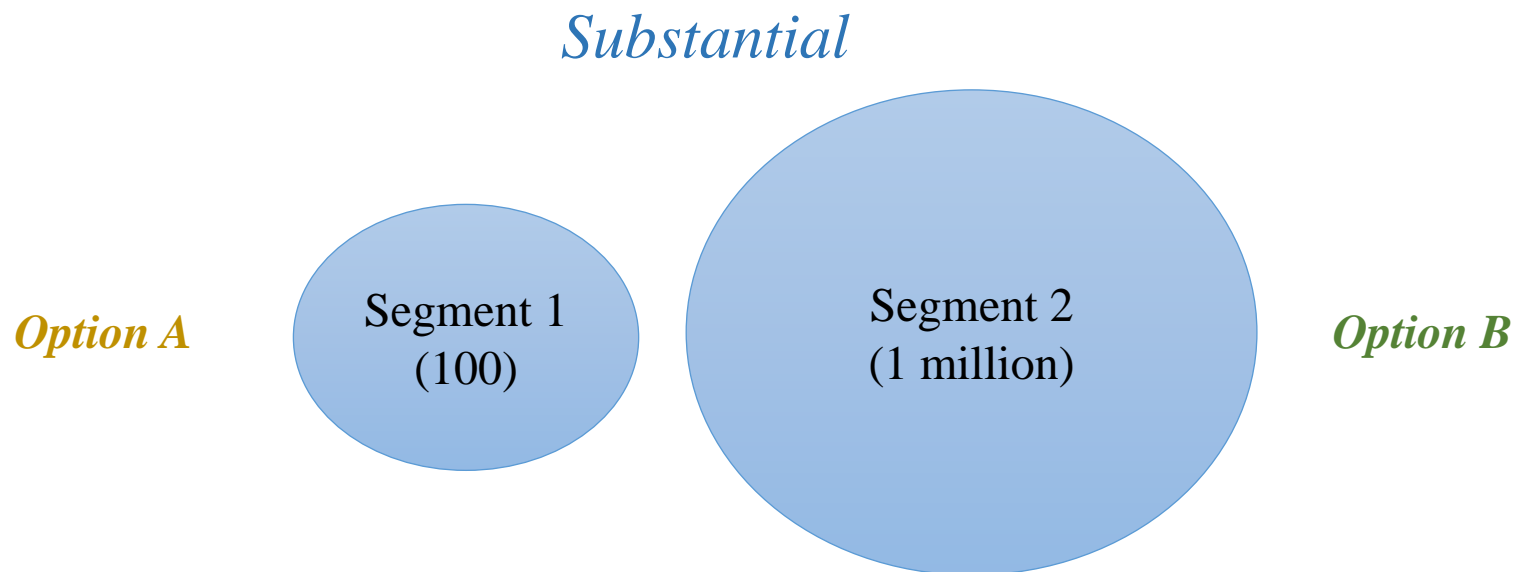 Substantial
Option A
Segment 1
(100)
Segment 2
(1 million)
Option B